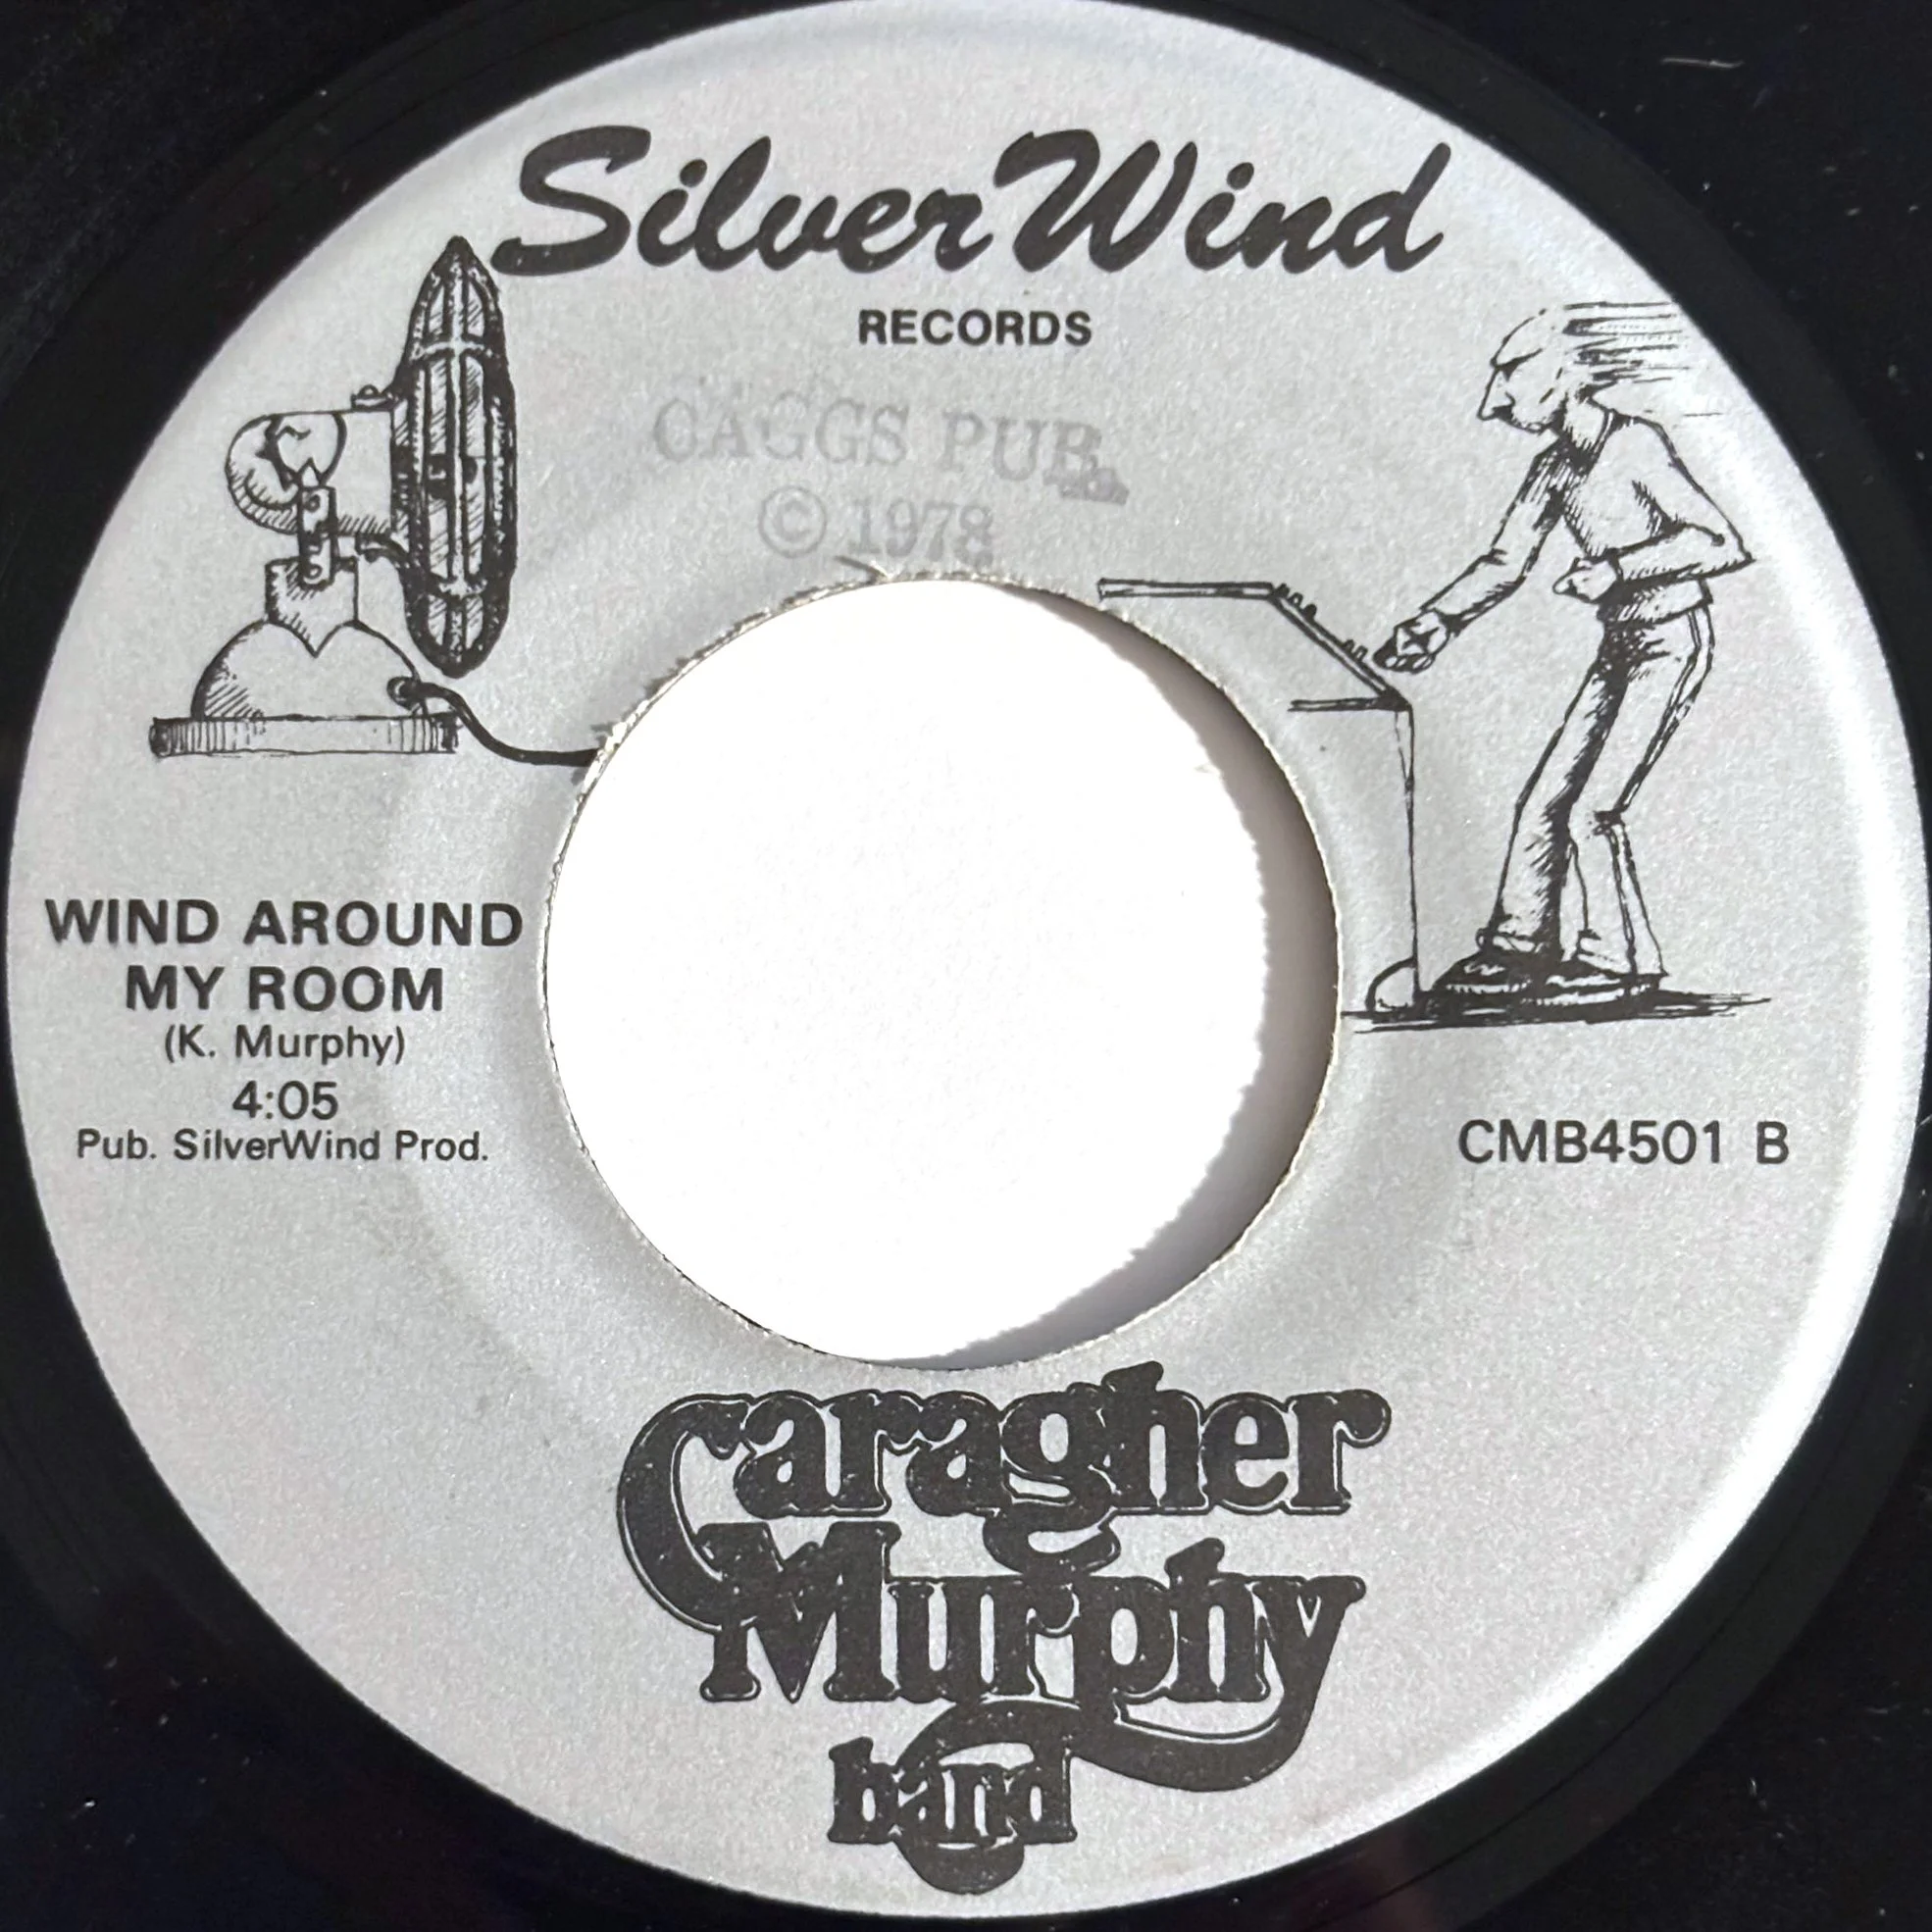 SilverWind
RECORDS
CAGGS PUB.
© 1978
WIND AROUND
MY ROOM
(K. Murphy)
4:05
Pub. SilverWind Prod.
CMB4501 B
Caragher
Murphy
band